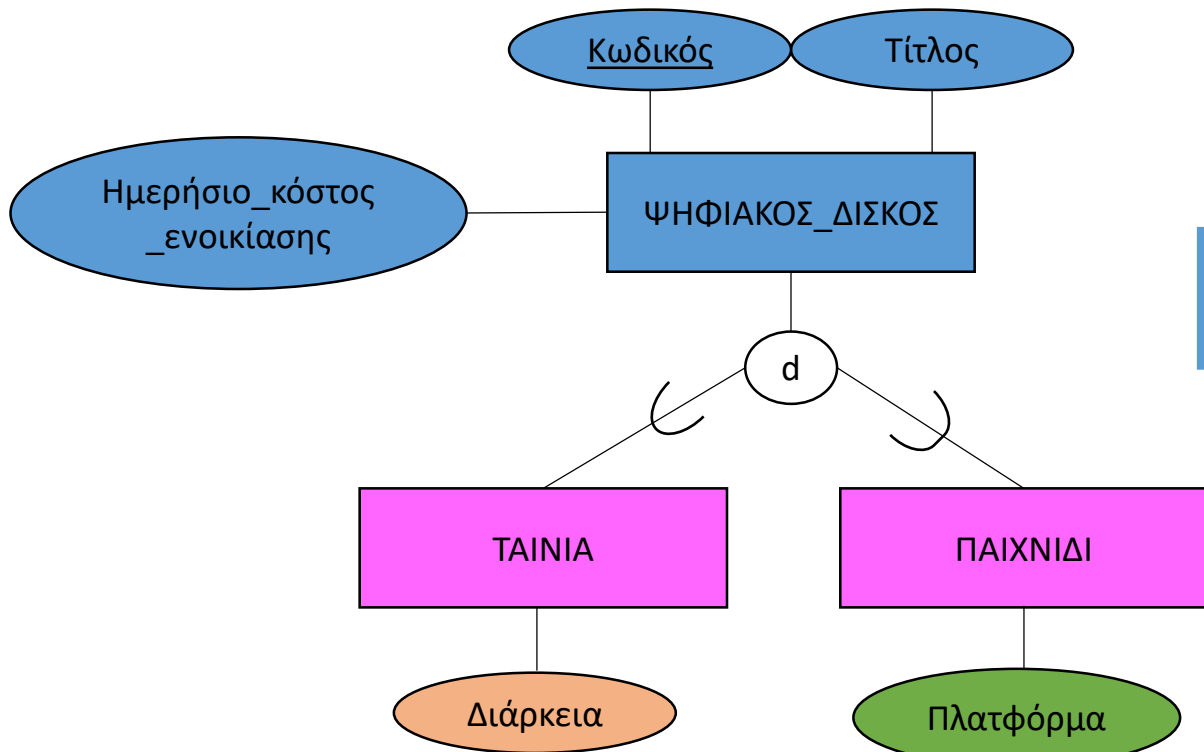 Κωδικός
Τίτλος
Ημερήσιο_κόστος
_ενοικίασης
ΨΗΦΙΑΚΟΣ_ΔΙΣΚΟΣ
d
ΤΑΙΝΙΑ
ΠΑΙΧΝΙΔΙ
Διάρκεια
Πλατφόρμα